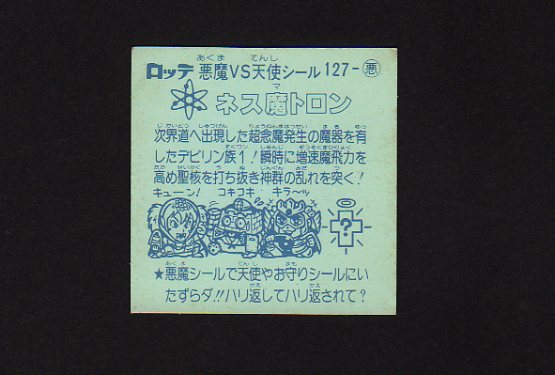 ロッテ 悪魔VS天使シール 127-悪
ネス魔トロン
次界道へ出現した超念魔発生の魔器を有
したデビリン族1!瞬時に増速魔飛力を
高め聖核を打ち抜き神群の乱れを突く!
キューン! コキコキ・ キラ〜ッ
?
★悪魔シールで天使やお守りシールにい
たずらダ!!ハリ返してハリ返されて?